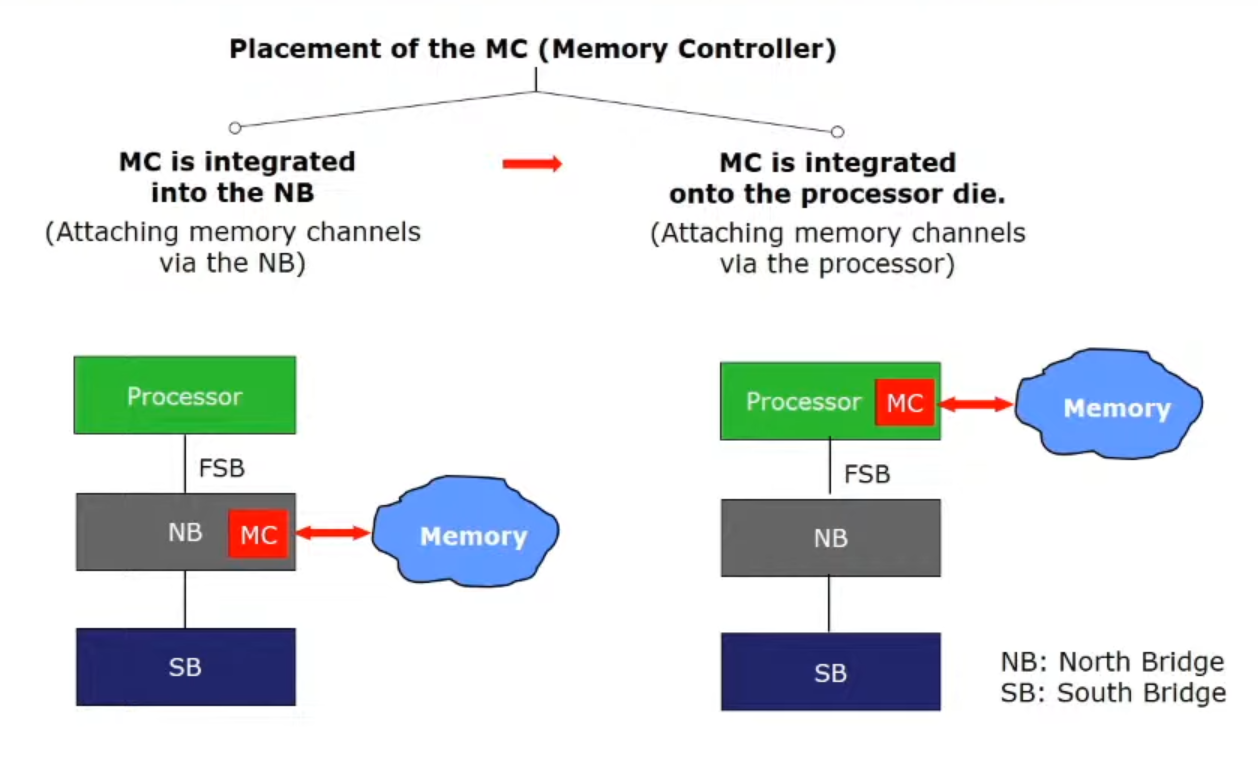 Placement of the MC (Memory Controller)
MC is integrated
into the NB
(Attaching memory channels
via the NB)
MC is integrated
onto the processor die.
(Attaching memory channels
via the processor)
Processor
FSB
NB
MC
Memory
SB
Processor
MC
Memory
FSB
NB
SB
NB: North Bridge
SB: South Bridge